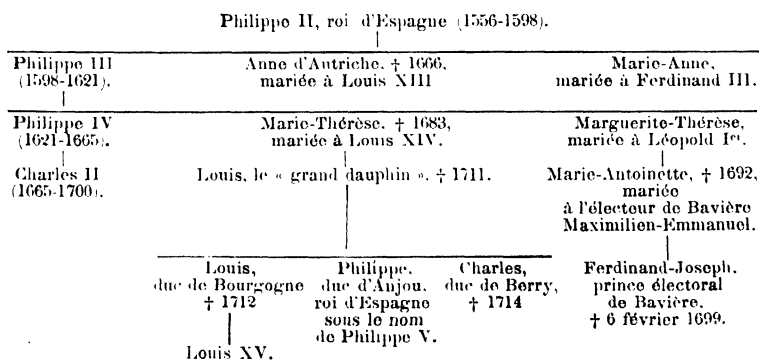 Philippe II, roi d'Espagne (1556-1598).
Philippe III
(1598-1621).
Anne d'Autriche. † 1666,
mariée à Louis XIII
Marie-Anne,
mariée à Ferdinand III.
Philippe IV
(1621-1665).
Marie-Thérèse. † 1683,
mariée à Louis XIV.
Marguerite-Thérèse,
mariée à Léopold Ier.
Charles II
(1665-1700).
Louis, le « grand dauphin ». † 1711.
Marie-Antoinette, † 1692,
mariée
à l'électeur de Bavière
Maximilien-Emmanuel.
Louis,
duc de Bourgogne
† 1712
Philippe,
duc d'Anjou,
roi d'Espagne
sous le nom
de Philippe V.
Charles,
duc de Berry,
† 1714
Ferdinand-Joseph,
prince électoral
de Bavière.
† 6 février 1699.
Louis XV.